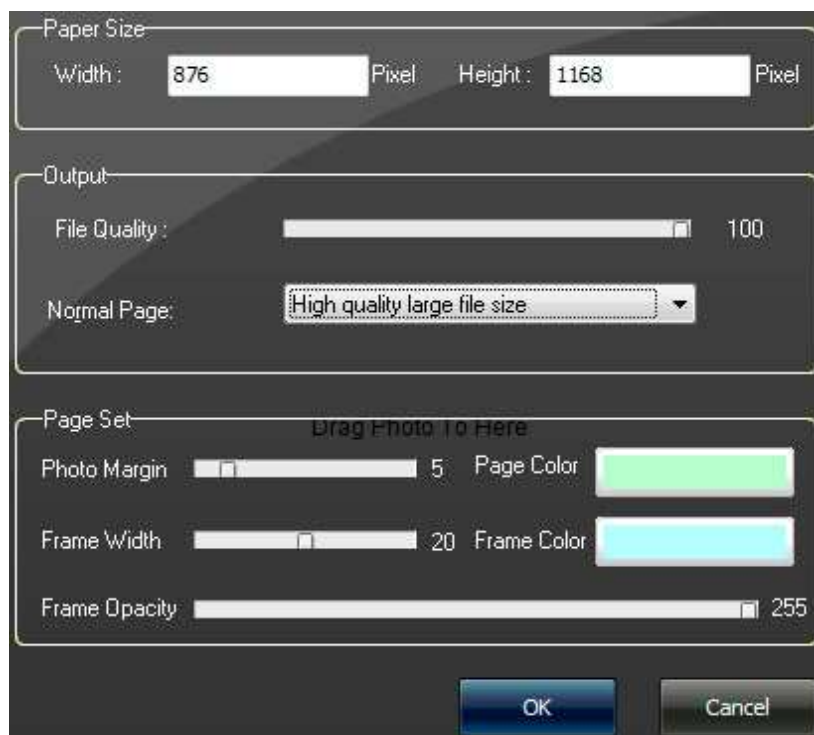 Paper Size
Width : 876 Pixel Height : 1168 Pixel
Output
File Quality : 100
Normal Page: High quality large file size
Page Set
Drag Photo To Here
Photo Margin 5 Page Color
Frame Width 20 Frame Color
Frame Opacity 255
OK Cancel